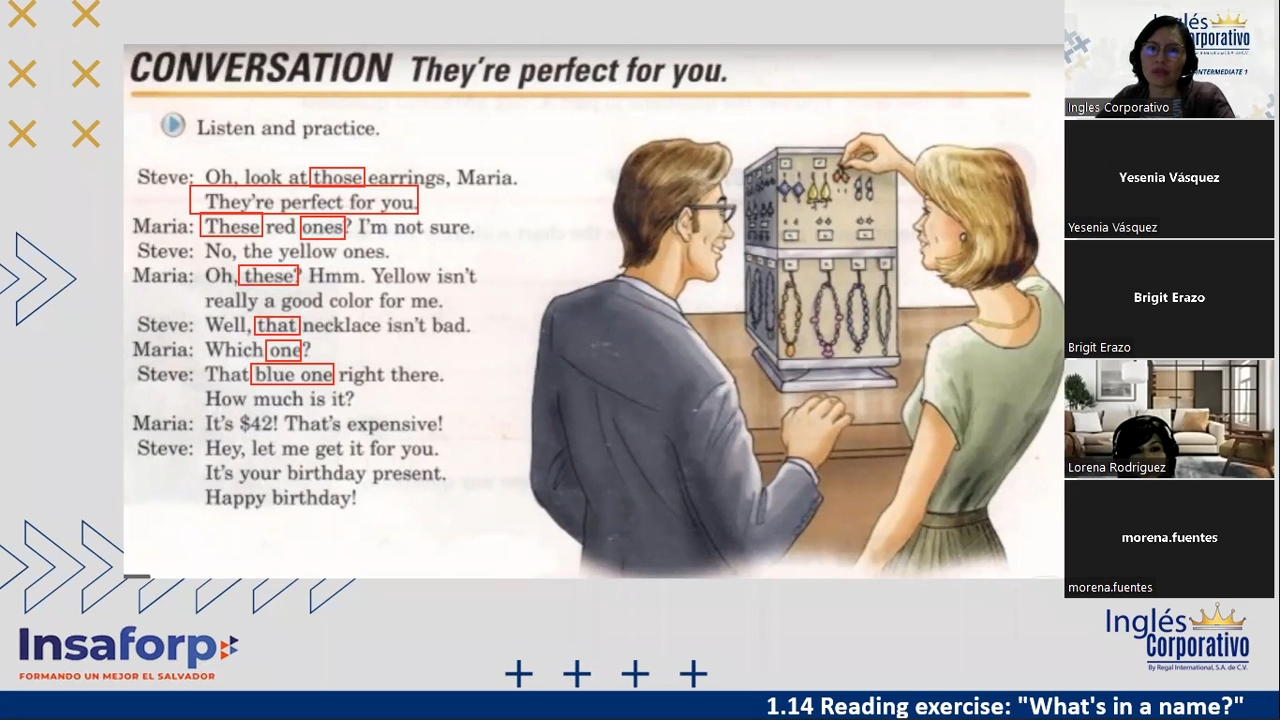 CONVERSATION They're perfect for you.
Listen and practice.
Steve: Oh, look at those earrings, Maria.
They're perfect for you.
Maria: These red ones? I'm not sure.
Steve: No, the yellow ones.
Maria: Oh, these? Hmm. Yellow isn't
really a good color for me.
Steve: Well, that necklace isn't bad.
Maria: Which one?
Steve: That blue one right there.
How much is it?
Maria: It's $42! That's expensive!
Steve: Hey, let me get it for you.
It's your birthday present.
Happy birthday!
Inglés
Corporativo
INTERMEDIATE 1
Ingles Corporativo
Yesenia Vásquez
Yesenia Vásquez
Brigit Erazo
Brigit Erazo
Lorena Rodriguez
morena.fuentes
morena.fuentes
Insaforp
FORMANDO UN MEJOR EL SALVADOR
Inglés
Corporativo
By Regal International, S.A. de C.V.
1.14 Reading exercise: "What's in a name?"